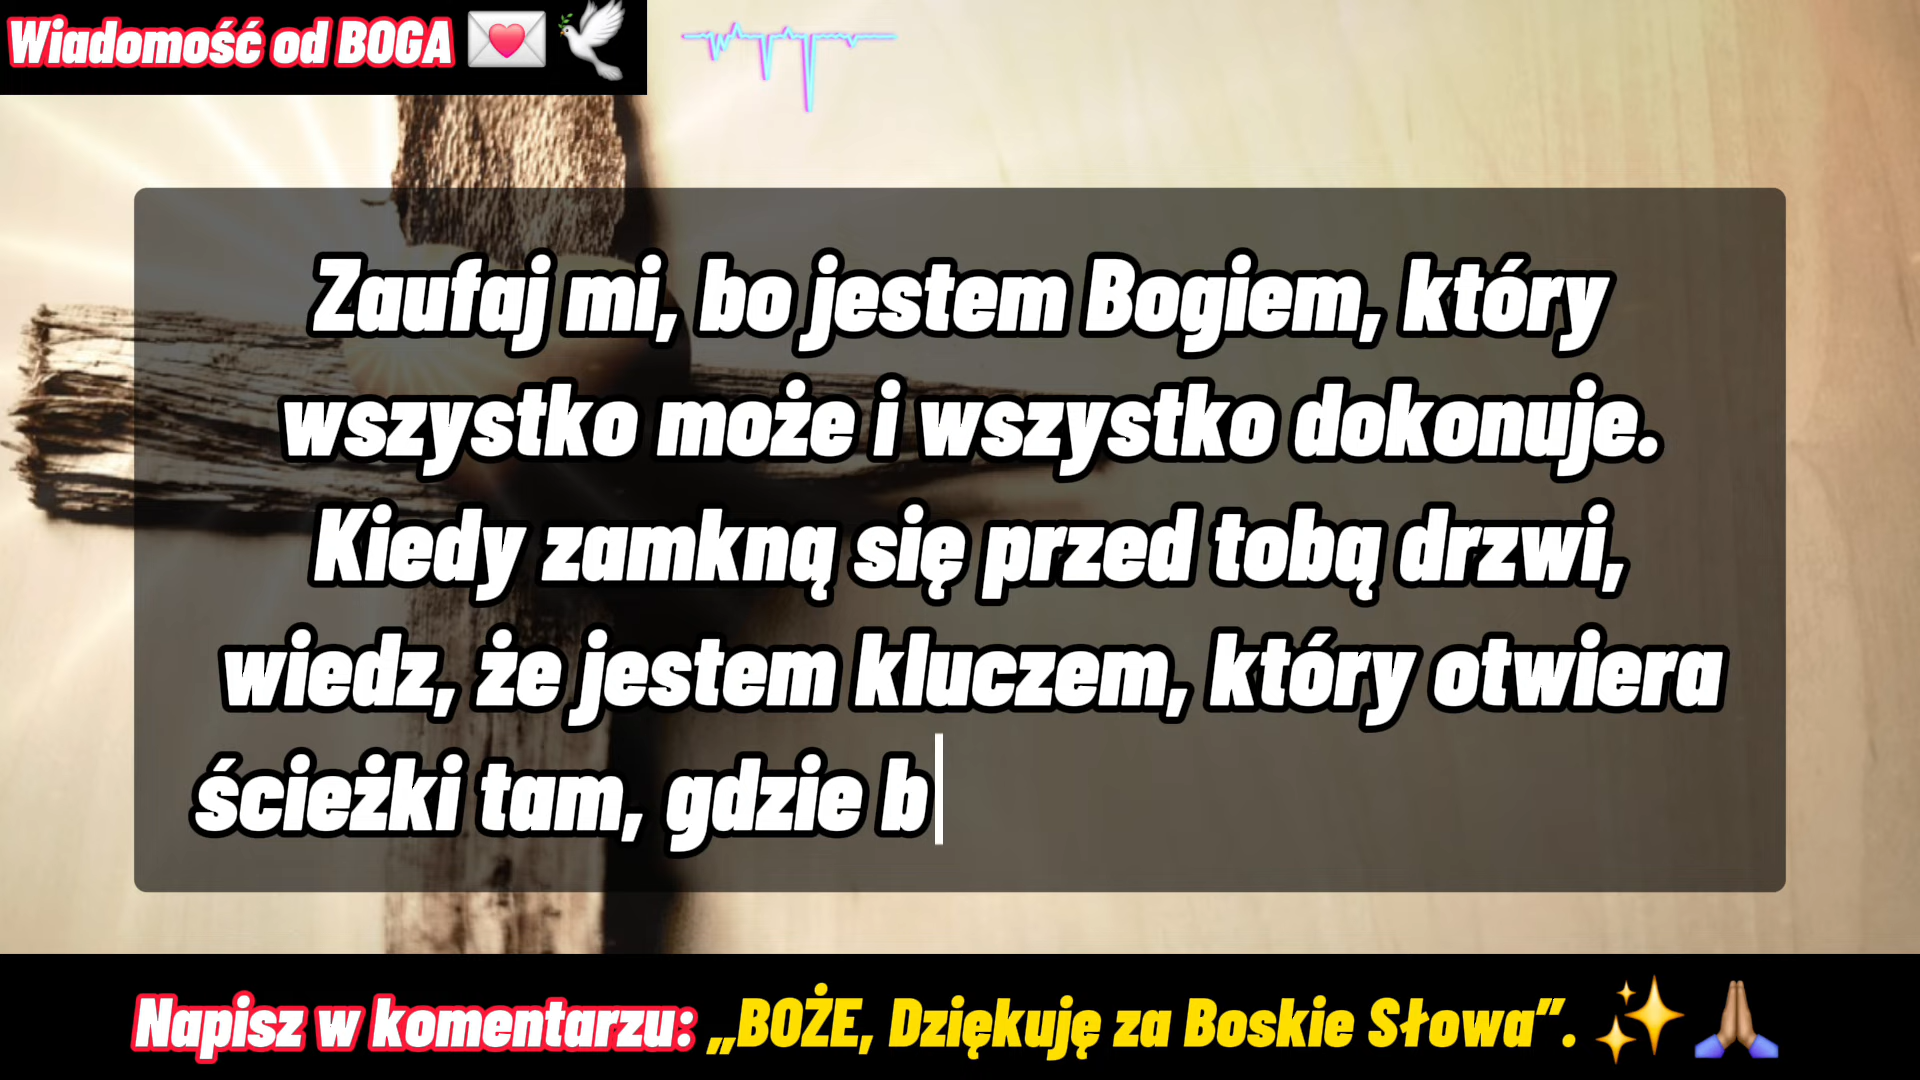 Wiadomość od BOGA 💌 🕊
Zaufaj mi, bo jestem Bogiem, który
wszystko może i wszystko dokonuje.
Kiedy zamkną się przed tobą drzwi,
wiedz, że jestem kluczem, który otwiera
ścieżki tam, gdzie b
Napisz w komentarzu: „BOŻE, Dziękuję za Boskie Słowa”. ✨ 🙏🏽